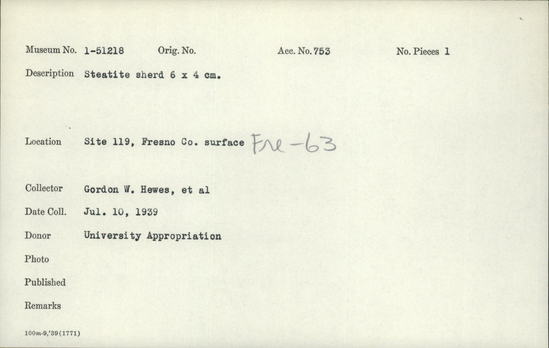 Museum No. 1-51218 Orig. No. Acc. No. 753 No. Pieces 1
Description Steatite sherd 6 x 4 cm.
Location Site 119, Fresno Co. surface Fre-63
Collector Gordon W. Hewes, et al
Date Coll. Jul. 10, 1939
Donor University Appropriation
Photo
Published
Remarks
100m-9,'39(1771)